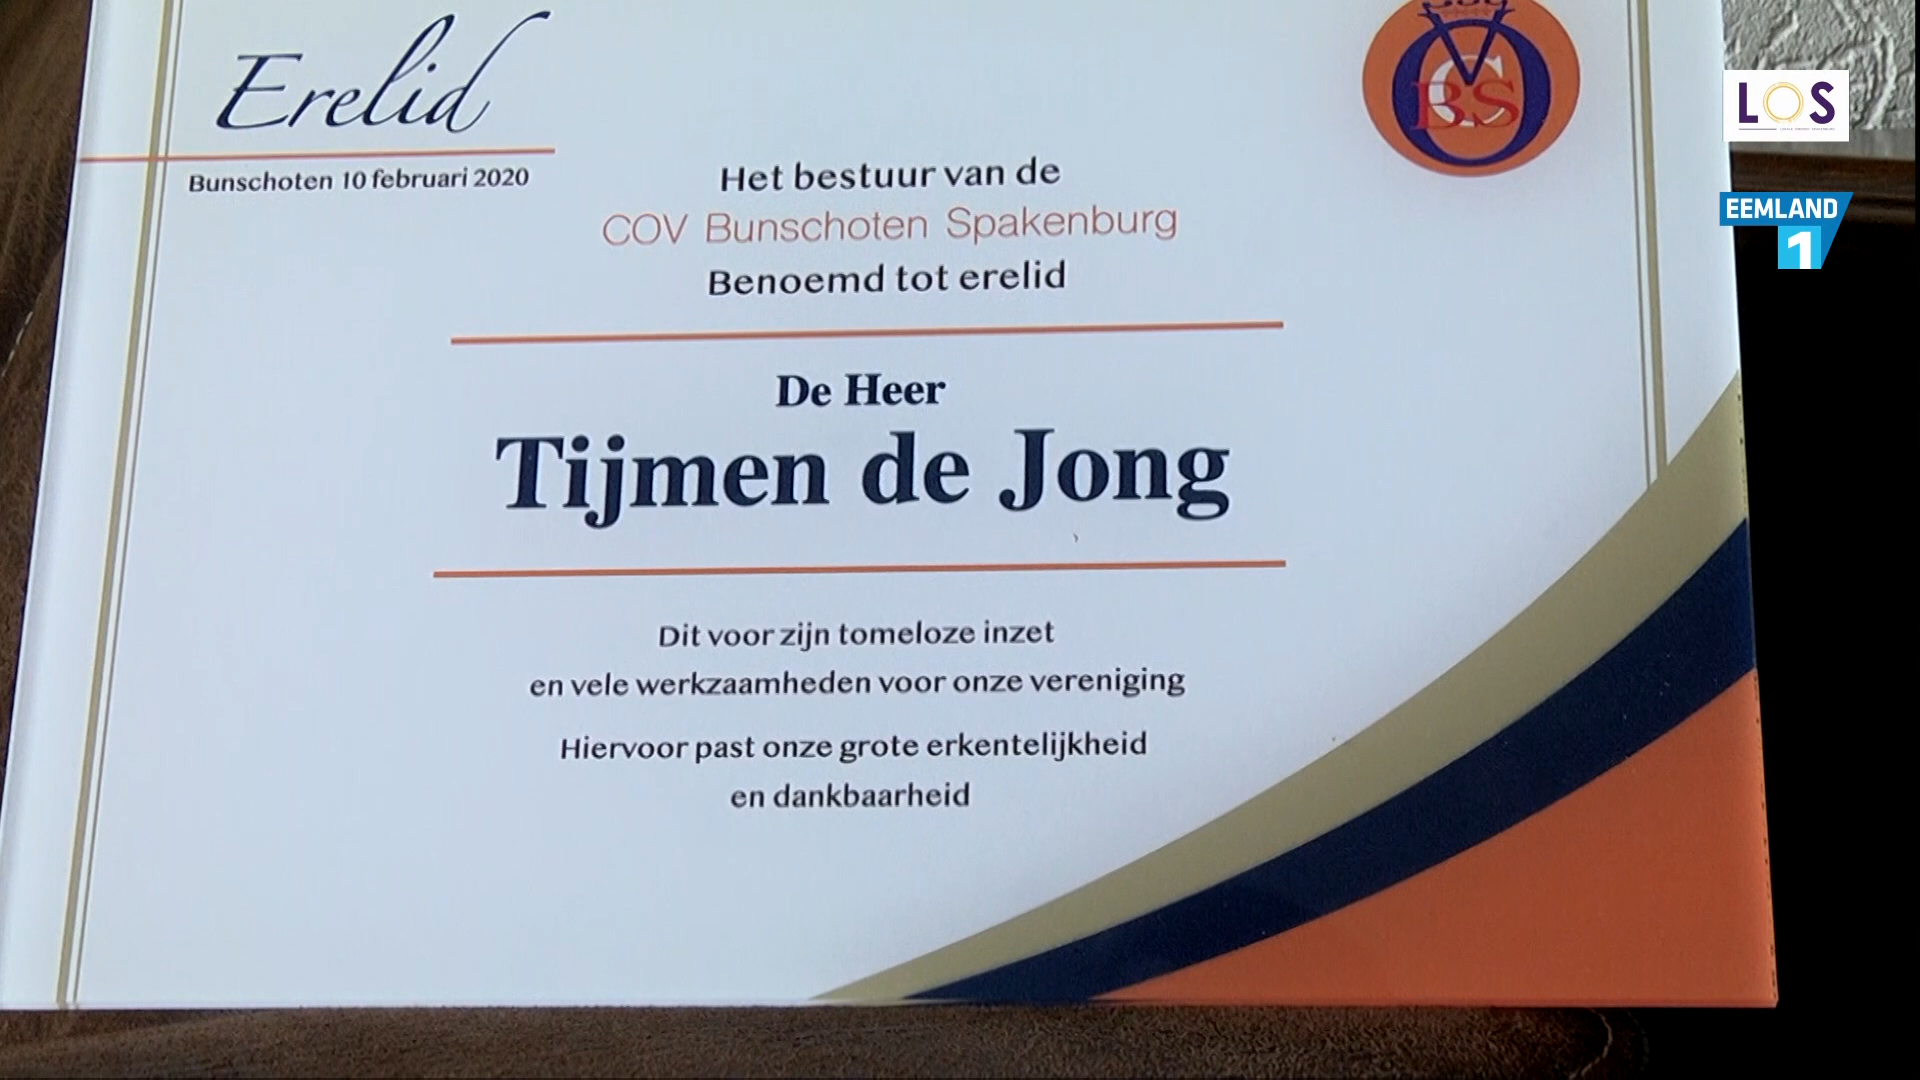 Erelid
Bunschoten 10 februari 2020
Het bestuur van de
COV Bunschoten Spakenburg
Benoemd tot erelid
De Heer
Tijmen de Jong
Dit voor zijn tomeloze inzet
en vele werkzaamheden voor onze vereniging
Hiervoor past onze grote erkentelijkheid
en dankbaarheid
COV
BS
LOS
EEMLAND
1